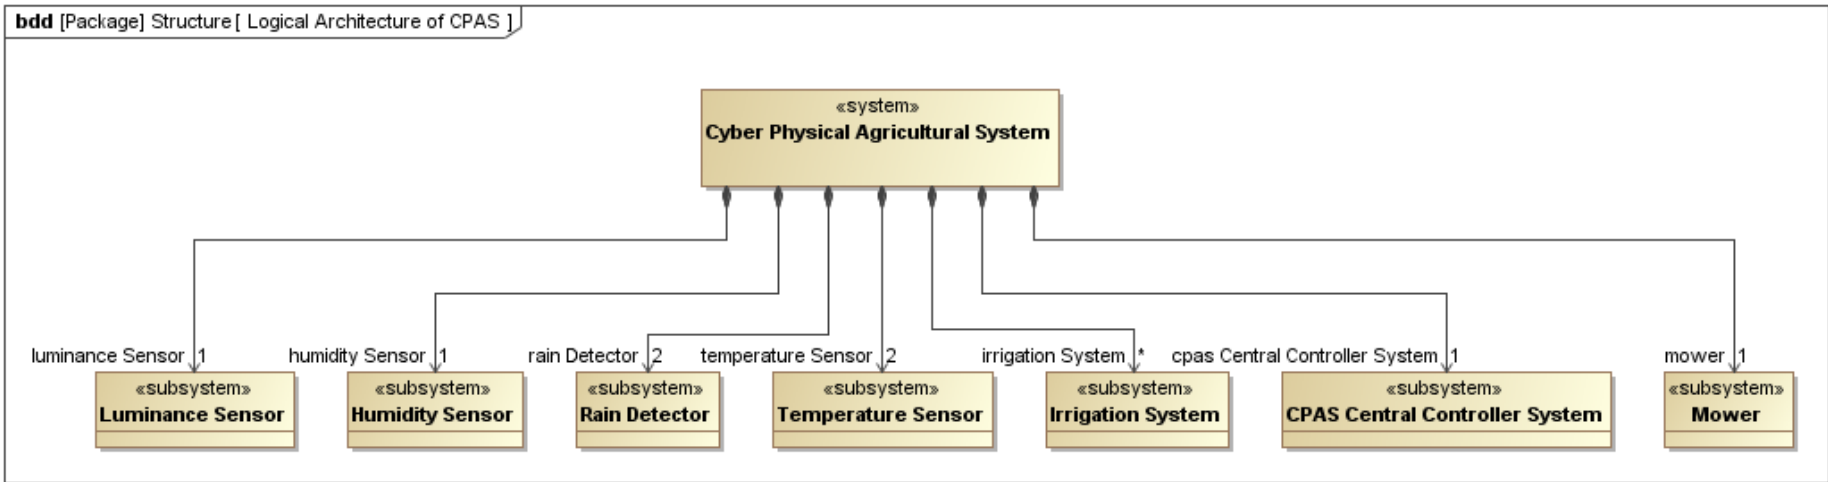 bdd [Package] Structure [ Logical Architecture of CPAS ]
«system»
Cyber Physical Agricultural System
luminance Sensor 1
humidity Sensor 1
rain Detector 2
temperature Sensor 2
irrigation System *
cpas Central Controller System 1
mower 1
«subsystem»
Luminance Sensor
«subsystem»
Humidity Sensor
«subsystem»
Rain Detector
«subsystem»
Temperature Sensor
«subsystem»
Irrigation System
«subsystem»
CPAS Central Controller System
«subsystem»
Mower